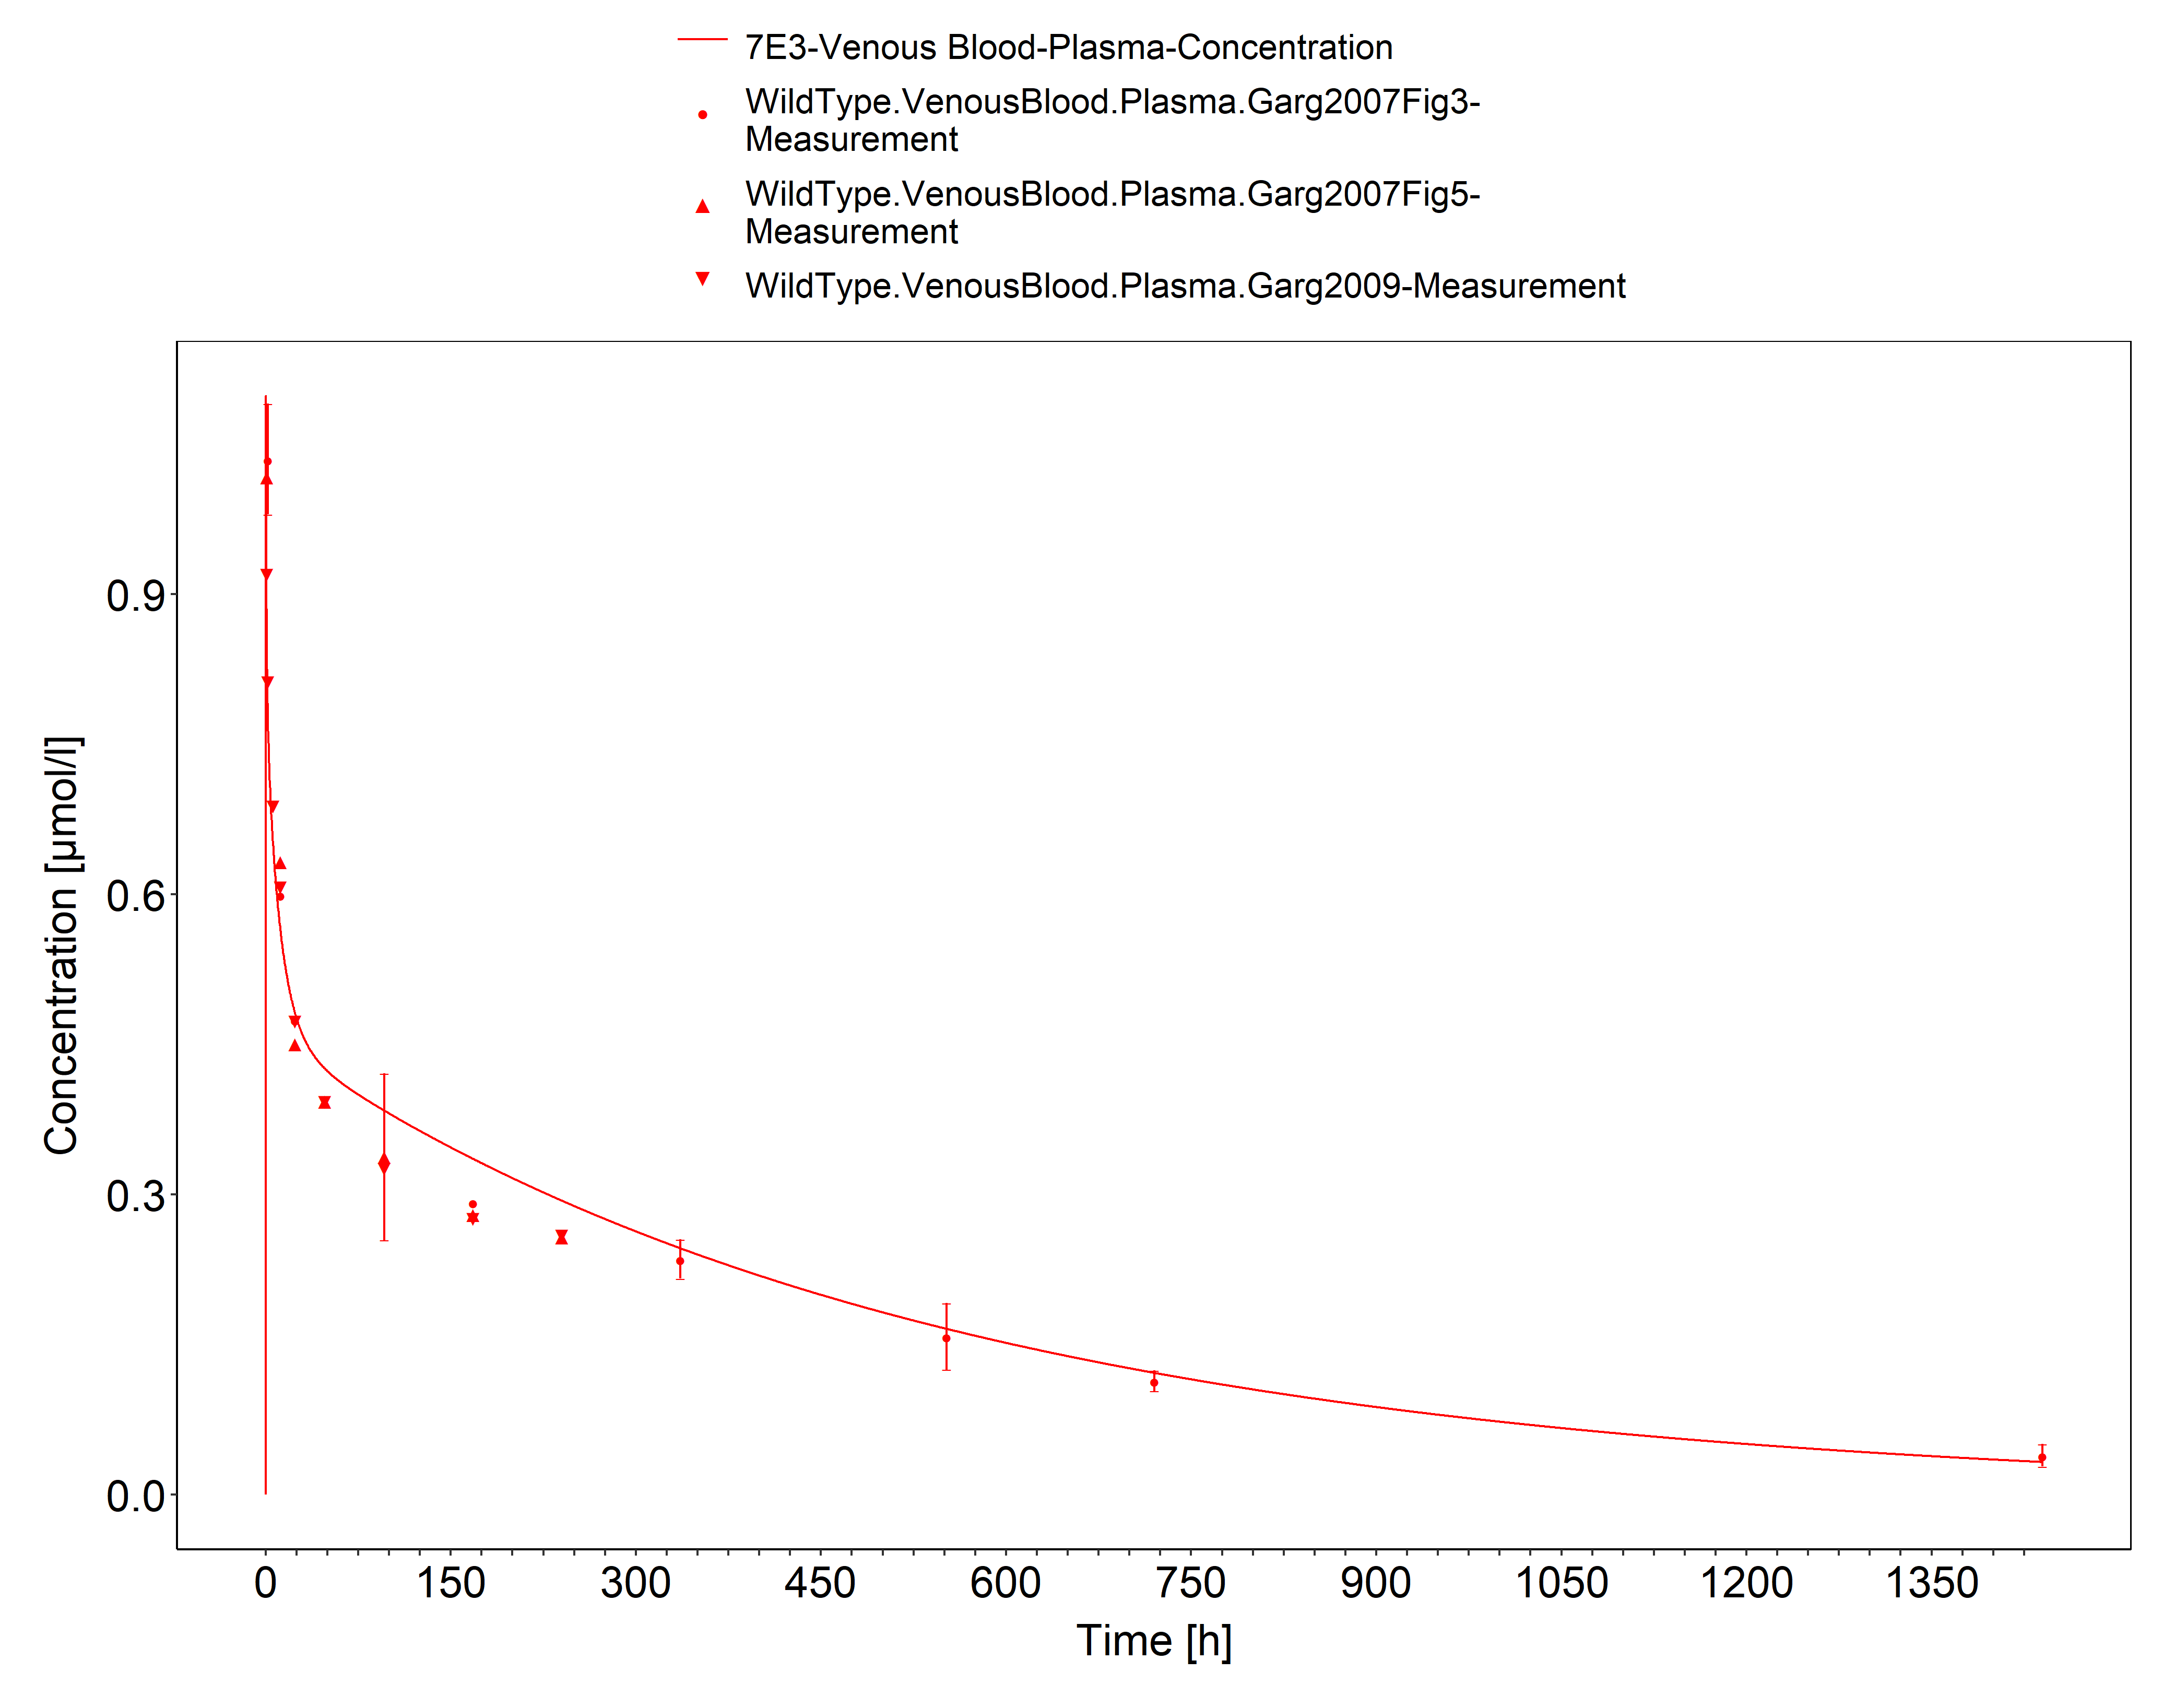 7E3-Venous Blood-Plasma-Concentration
WildType.VenousBlood.Plasma.Garg2007Fig3-
Measurement
WildType.VenousBlood.Plasma.Garg2007Fig5-
Measurement
WildType.VenousBlood.Plasma.Garg2009-Measurement
Concentration [µmol/l]
0.9
0.6
0.3
0.0
0 150 300 450 600 750 900 1050 1200 1350
Time [h]